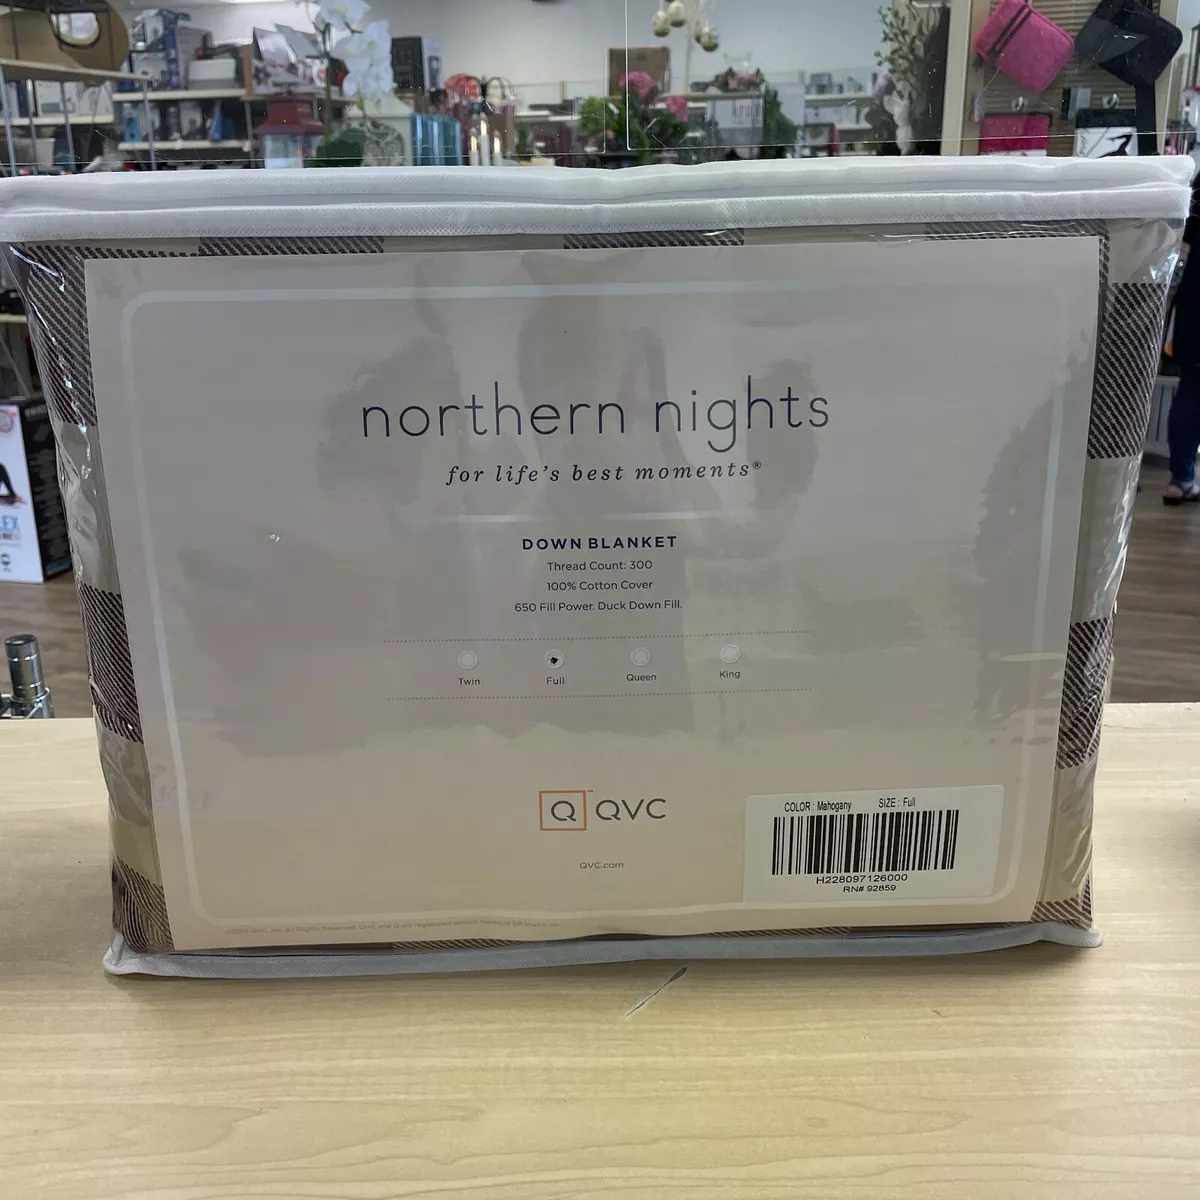 northern nights
for life's best moments®
DOWN BLANKET
Thread Count: 300
100% Cotton Cover
650 Fill Power. Duck Down Fill.
Twin Full Queen King
Q™ QVC
QVC.com
COLOR : Mahogany SIZE : Full
H228097126000
RN# 92859